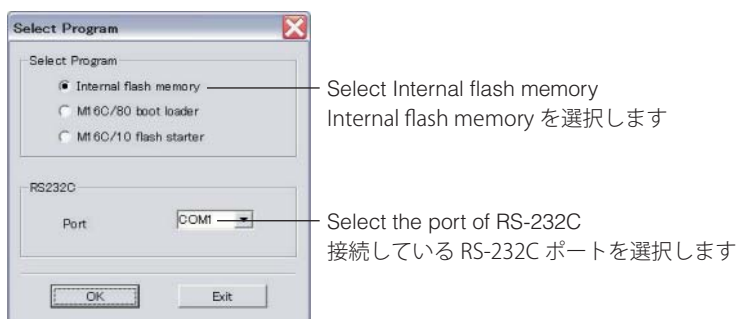 Select Program
Select Program
Internal flash memory
M16C/80 boot loader
M16C/10 flash starter
RS232C
Port
COM1
OK
Exit
Select Internal flash memory
Internal flash memory を選択します
Select the port of RS-232C
接続している RS-232C ポートを選択します